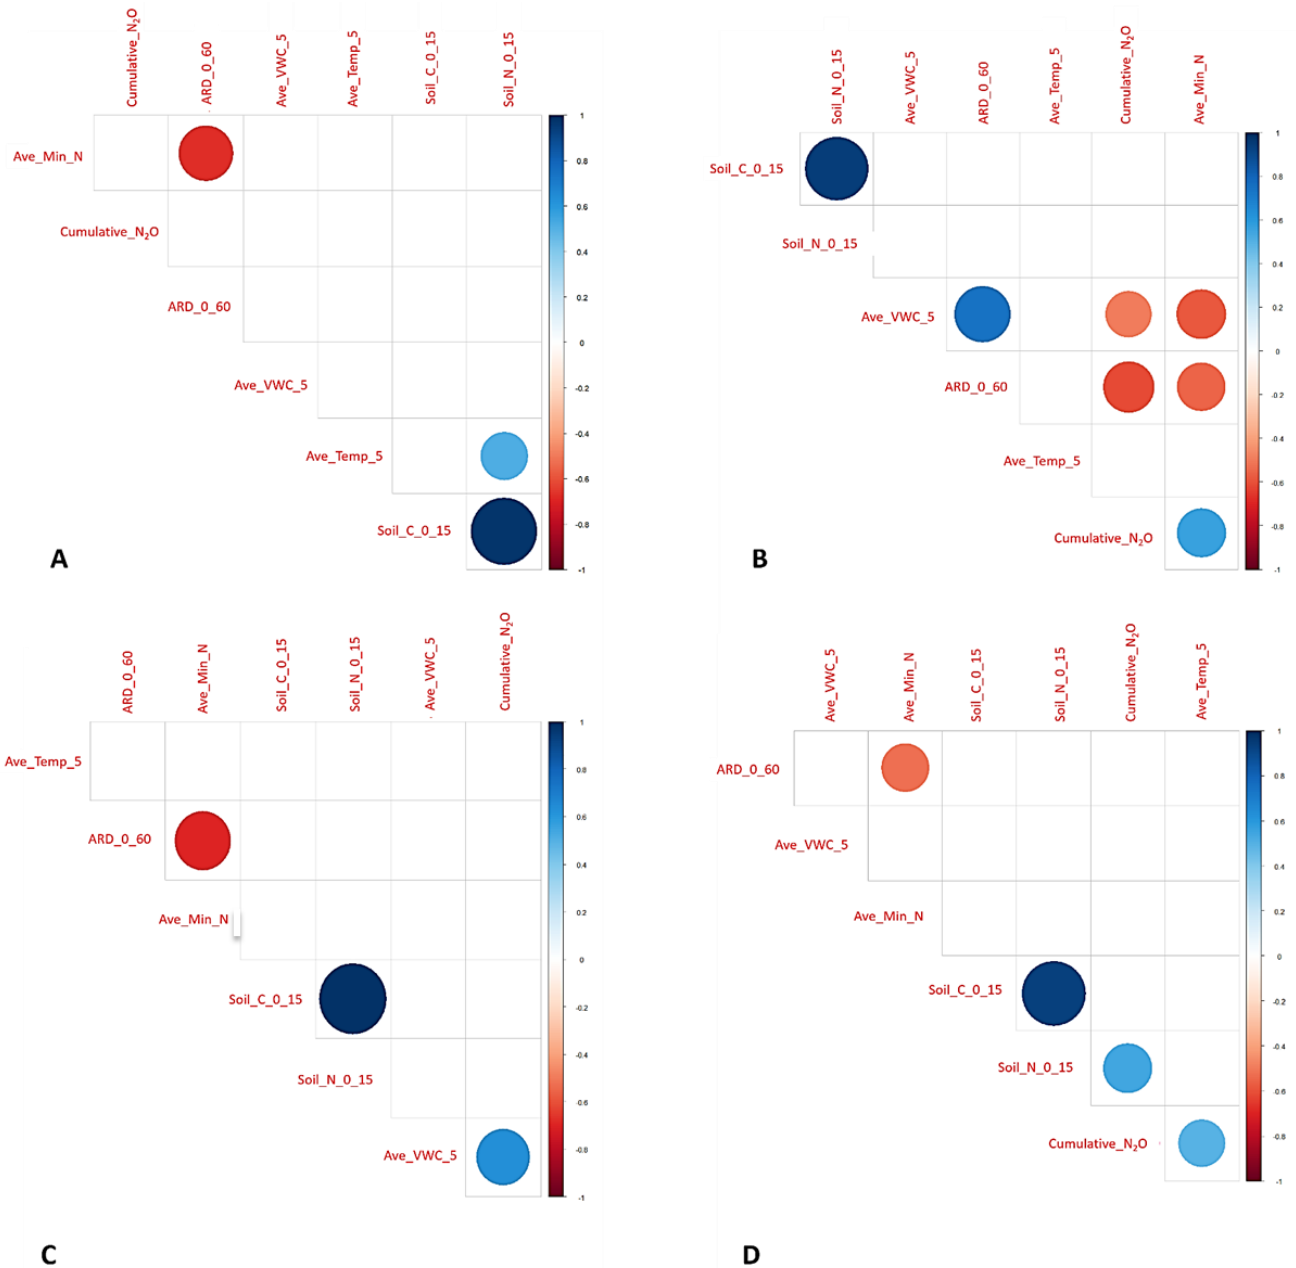 Cumulative_N₂O
ARD_0_60
Ave_VWC_5
Ave_Temp_5
Soil_C_0_15
Soil_N_0_15
Ave_Min_N
Cumulative_N₂O
ARD_0_60
Ave_VWC_5
Ave_Temp_5
Soil_C_0_15
1
0.8
0.6
0.4
0.2
0
-0.2
-0.4
-0.6
-0.8
-1
A
Soil_N_0_15
Ave_VWC_5
ARD_0_60
Ave_Temp_5
Cumulative_N₂O
Ave_Min_N
Soil_C_0_15
Soil_N_0_15
Ave_VWC_5
ARD_0_60
Ave_Temp_5
Cumulative_N₂O
1
0.8
0.6
0.4
0.2
0
-0.2
-0.4
-0.6
-0.8
-1
B
ARD_0_60
Ave_Min_N
Soil_C_0_15
Soil_N_0_15
Ave_VWC_5
Cumulative_N₂O
Ave_Temp_5
ARD_0_60
Ave_Min_N
Soil_C_0_15
Soil_N_0_15
Ave_VWC_5
1
0.8
0.6
0.4
0.2
0
-0.2
-0.4
-0.6
-0.8
-1
C
Ave_VWC_5
Ave_Min_N
Soil_C_0_15
Soil_N_0_15
Cumulative_N₂O
Ave_Temp_5
ARD_0_60
Ave_VWC_5
Ave_Min_N
Soil_C_0_15
Soil_N_0_15
Cumulative_N₂O
1
0.8
0.6
0.4
0.2
0
-0.2
-0.4
-0.6
-0.8
-1
D